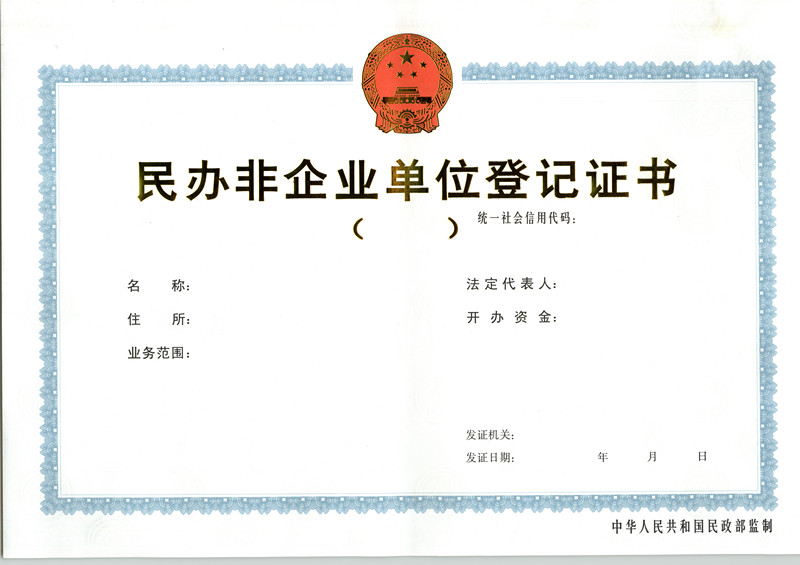 民办非企业单位登记证书
（　　　）
统一社会信用代码：
名　　称：
法定代表人：
住　　所：
开办资金：
业务范围：
发证机关：
发证日期：　　　　年　　月　　日
中华人民共和国民政部监制